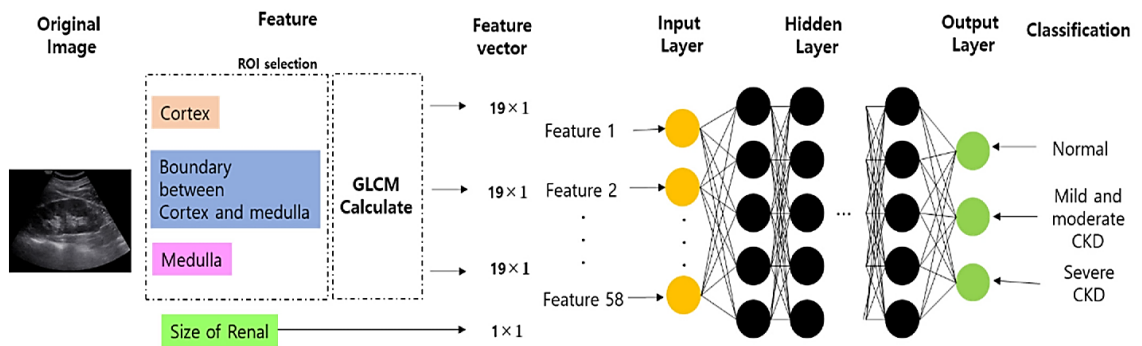 Original
Image
Feature
ROI selection
Cortex
Boundary
between
Cortex and medulla
Medulla
Size of Renal
GLCM
Calculate
Feature
vector
19×1
19×1
19×1
1×1
Input
Layer
Feature 1
Feature 2
Feature 58
Hidden
Layer
...
Output
Layer
Classification
Normal
Mild and
moderate
CKD
Severe
CKD